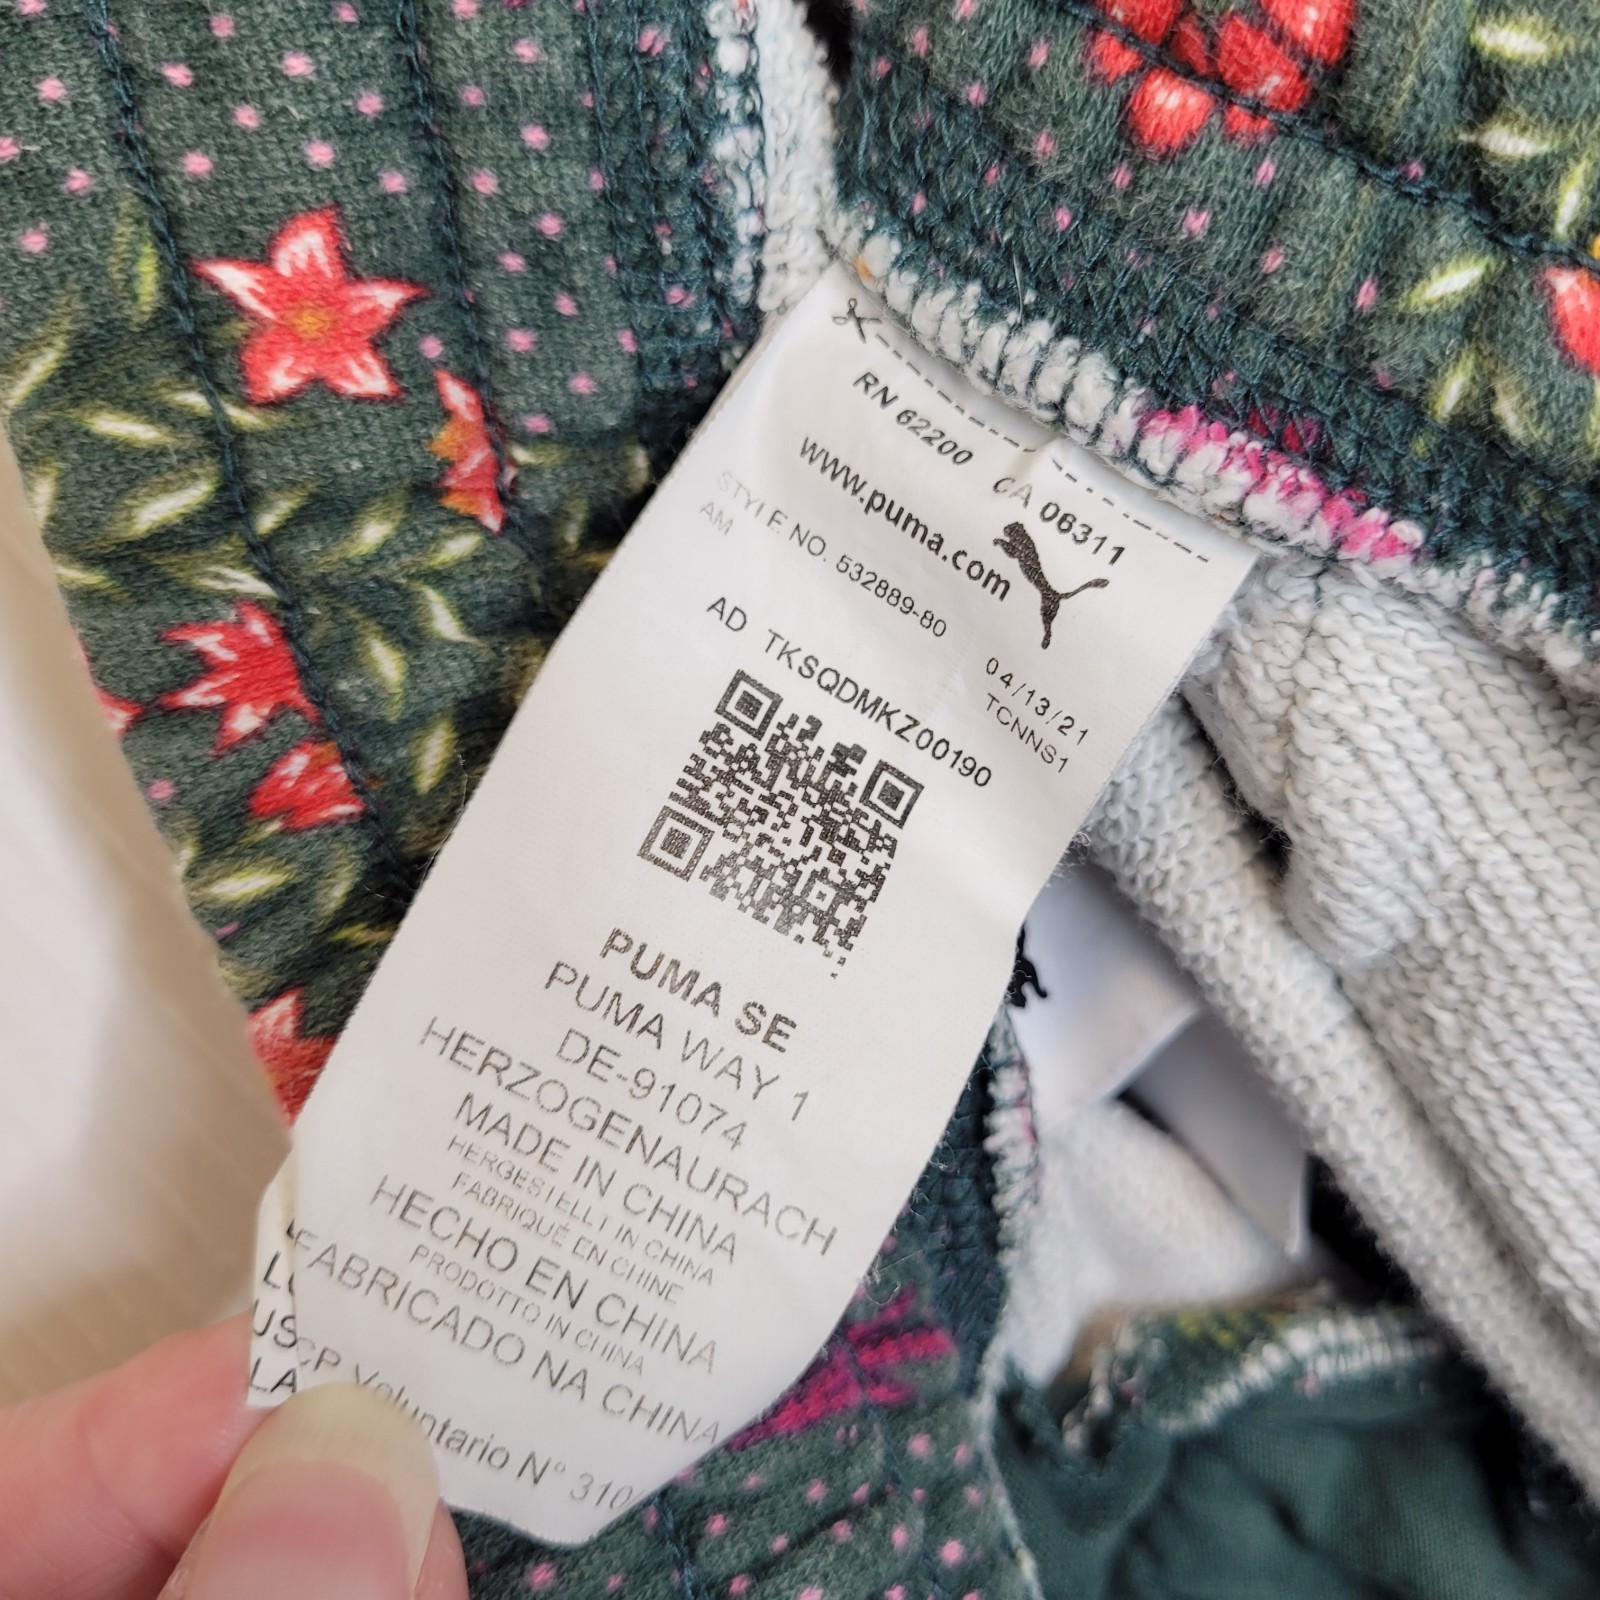 RN 62200 CA 06311
www.puma.com
STYLE NO. 532889-80
AM
04/13/21
TCNNS1
AD TKSQDMKZ00190
PUMA SE
PUMA WAY 1
DE-91074
HERZOGENAURACH
MADE IN CHINA
HERGESTELLT IN CHINA
FABRIQUÉ EN CHINE
HECHO EN CHINA
PRODOTTO IN CHINA
FABRICADO NA CHINA
CP Voluntario N° 310